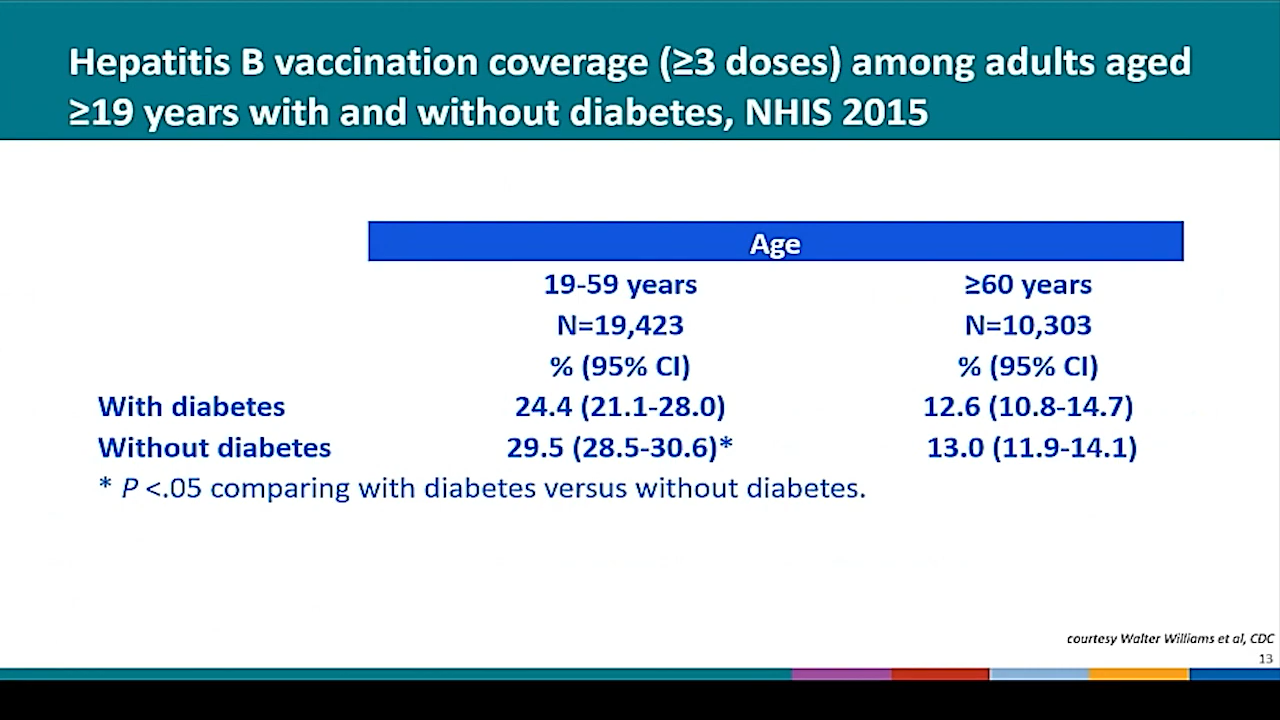 Hepatitis B vaccination coverage (≥3 doses) among adults aged
≥19 years with and without diabetes, NHIS 2015
Age
19-59 years ≥60 years
N=19,423 N=10,303
% (95% CI) % (95% CI)
With diabetes 24.4 (21.1-28.0) 12.6 (10.8-14.7)
Without diabetes 29.5 (28.5-30.6)* 13.0 (11.9-14.1)
* P <.05 comparing with diabetes versus without diabetes.
courtesy Walter Williams et al, CDC
13